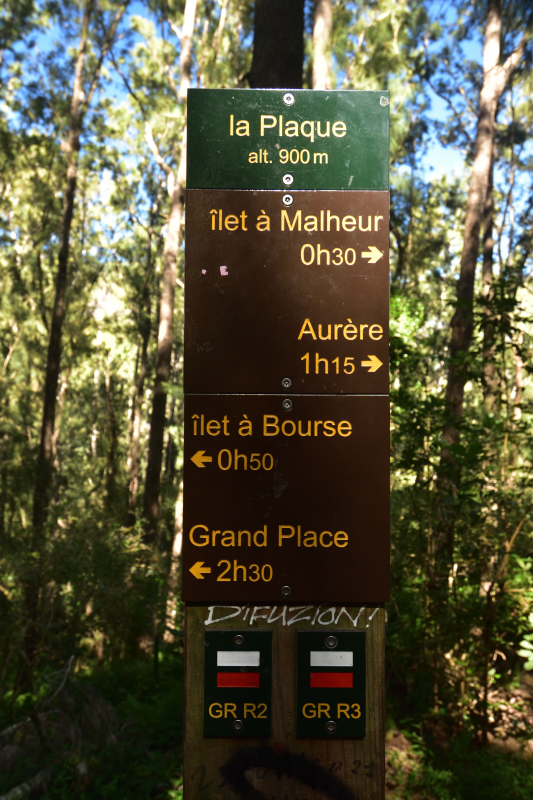 la Plaque
alt. 900 m
îlet à Malheur
0h30 →
Aurère
1h15 →
îlet à Bourse
← 0h50
Grand Place
← 2h30
DIFUZION!
GR R2
GR R3